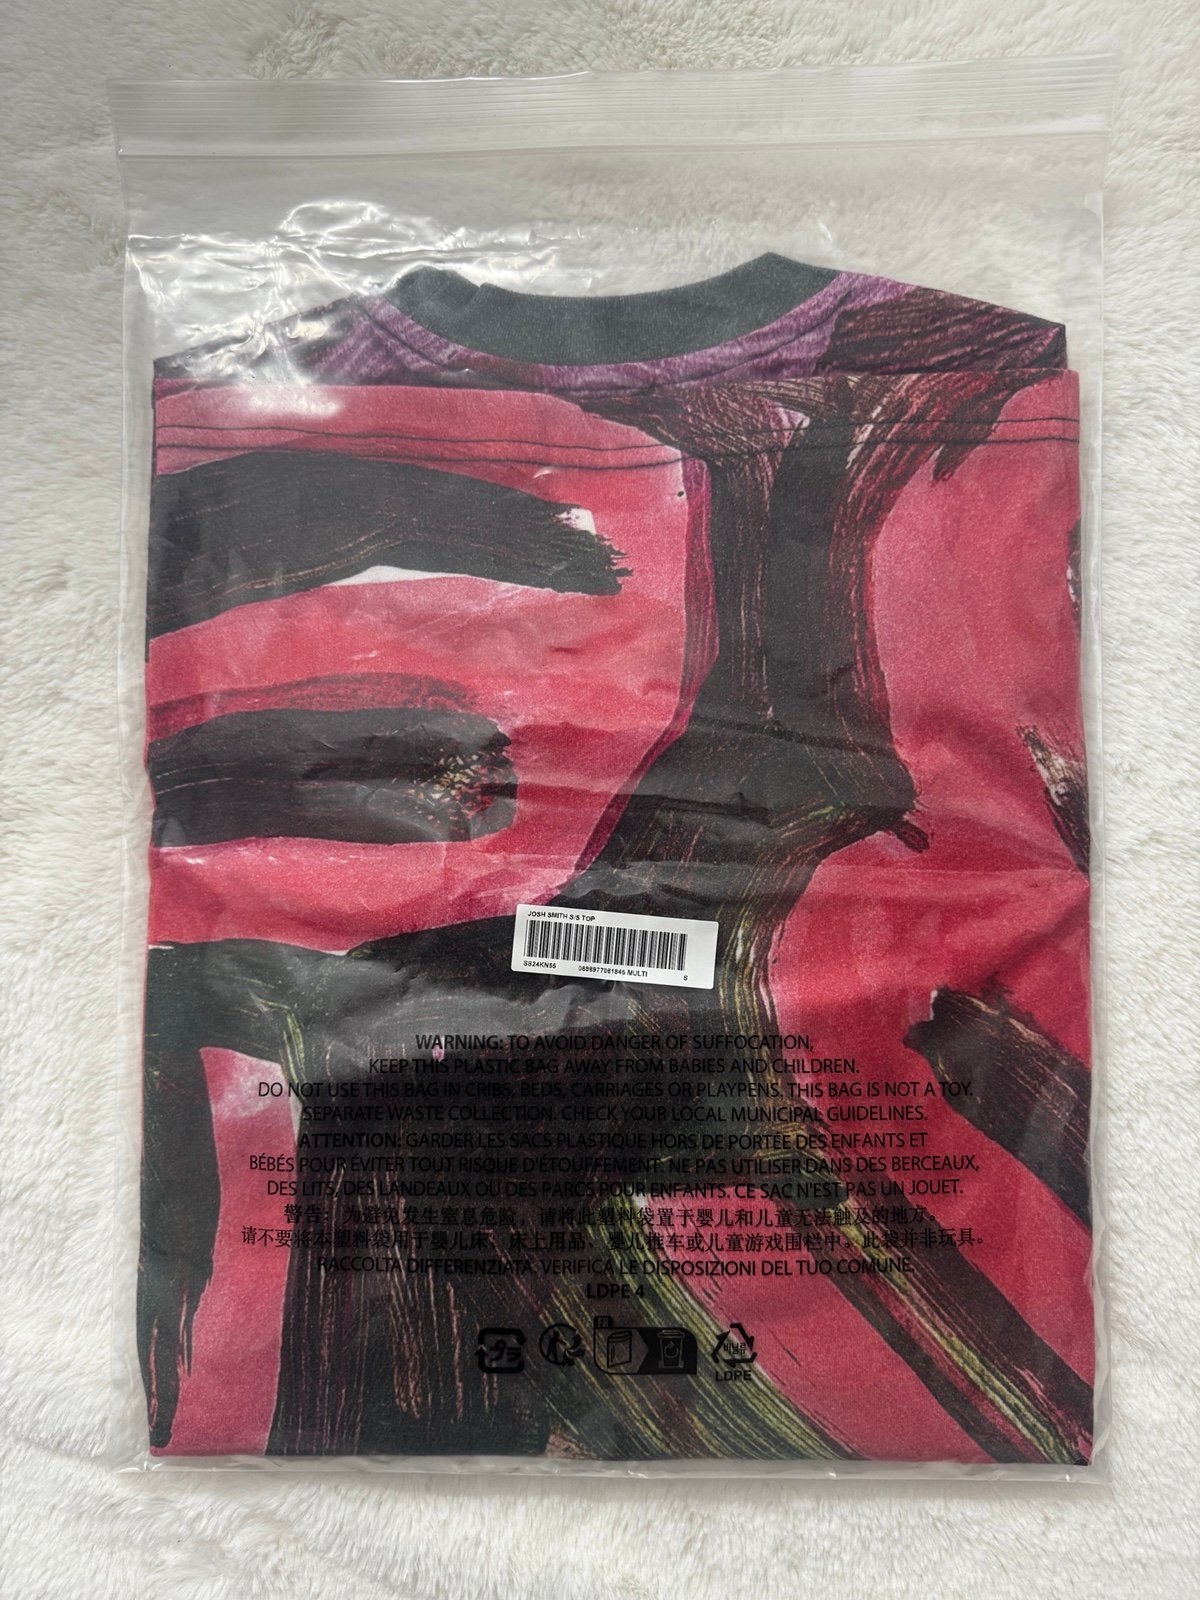 JOSH SMITH S/S TOP
SS24KN55 MULTI S
WARNING: TO AVOID DANGER OF SUFFOCATION,
KEEP THIS PLASTIC BAG AWAY FROM BABIES AND CHILDREN.
DO NOT USE THIS BAG IN CRIBS, BEDS, CARRIAGES OR PLAYPENS. THIS BAG IS NOT A TOY.
SEPARATE WASTE COLLECTION. CHECK YOUR LOCAL MUNICIPAL GUIDELINES.
ATTENTION: GARDER LES SACS PLASTIQUE HORS DE PORTÉE DES ENFANTS ET
BÉBÉS POUR ÉVITER TOUT RISQUE D'ÉTOUFFEMENT. NE PAS UTILISER DANS DES BERCEAUX,
DES LITS, DES LANDEAUX OU DES PARCS POUR ENFANTS. CE SAC N'EST PAS UN JOUET.
警告：为避免发生窒息危险，请将此塑料袋置于婴儿和儿童无法触及的地方。
请不要将本塑料袋用于婴儿床、床上用品、婴儿推车或儿童游戏围栏中。此袋并非玩具。
RACCOLTA DIFFERENZIATA. VERIFICA LE DISPOSIZIONI DEL TUO COMUNE.
LDPE 4
プラ
FR
비닐류
LDPE